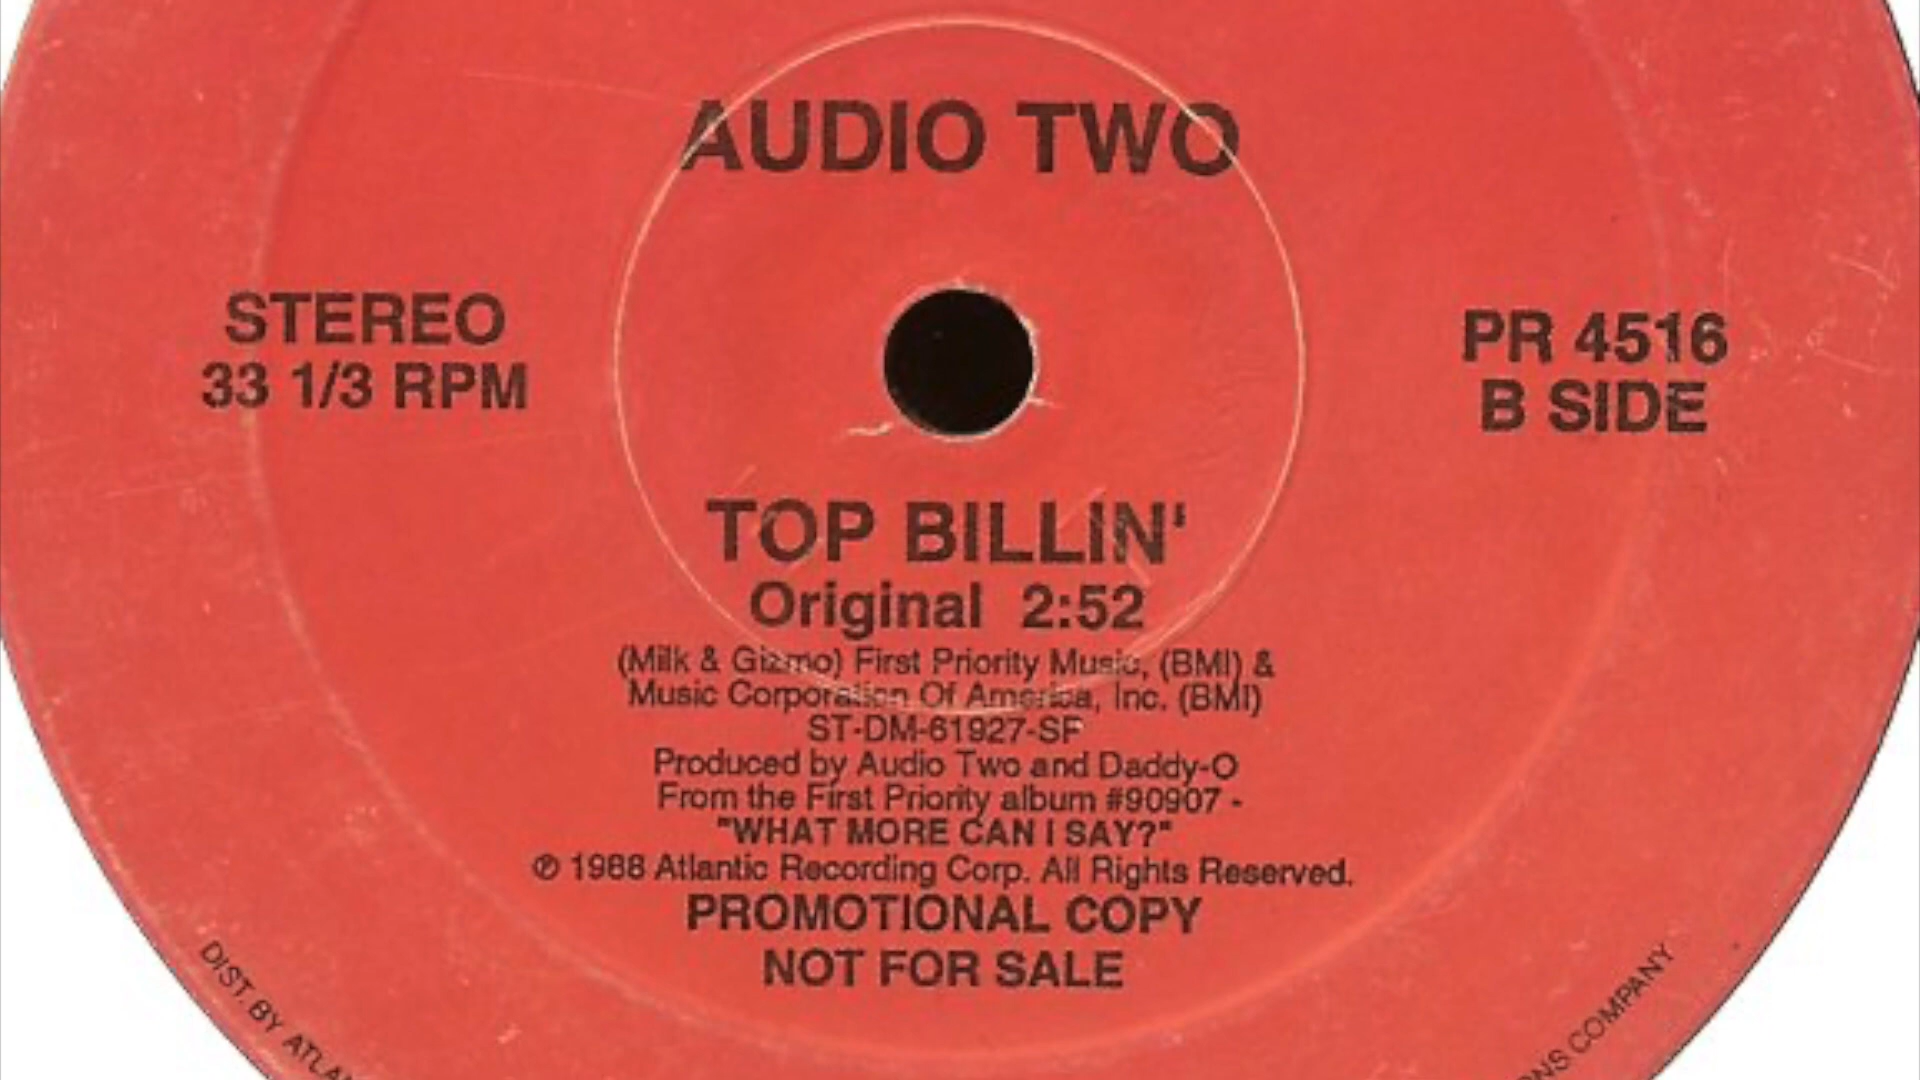 AUDIO TWO
STEREO
33 1/3 RPM
PR 4516
B SIDE
TOP BILLIN'
Original 2:52
(Milk & Gizmo) First Priority Music, (BMI) &
Music Corporation Of America, Inc. (BMI)
ST-DM-61927-SP
Produced by Audio Two and Daddy-O
From the First Priority album #90907 -
"WHAT MORE CAN I SAY?"
℗ 1988 Atlantic Recording Corp. All Rights Reserved.
PROMOTIONAL COPY
NOT FOR SALE
DIST. BY
COMPANY